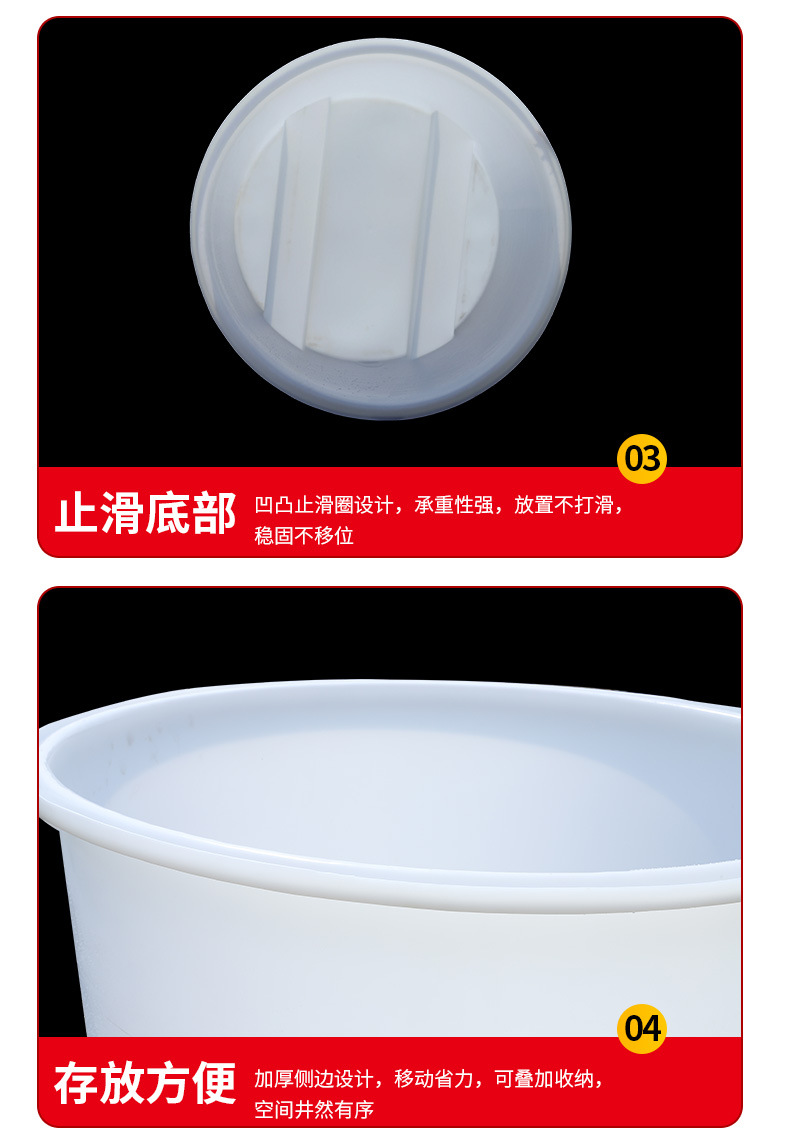 03
止滑底部
凹凸止滑圈设计，承重性强，放置不打滑，
稳固不移位
04
存放方便
加厚侧边设计，移动省力，可叠加收纳，
空间井然有序